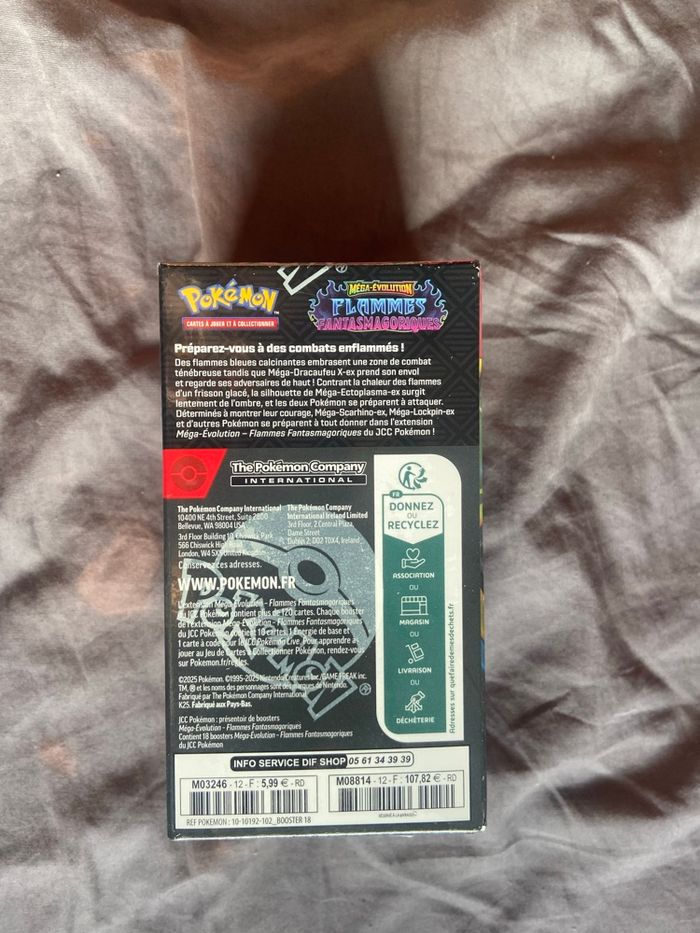 POKéMON™
CARTES À JOUER ET À COLLECTIONNER
MÉGA-ÉVOLUTION
FLAMMES
FANTASMAGORIQUES
Préparez-vous à des combats enflammés !
Des flammes bleues calcinantes embrasent une zone de combat
ténébreuse tandis que Méga-Dracaufeu X-ex prend son envol
et regarde ses adversaires de haut ! Contrant la chaleur des flammes
d'un frisson glacé, la silhouette de Méga-Ectoplasma-ex surgit
lentement de l'ombre, et les deux Pokémon se préparent à attaquer.
Déterminés à montrer leur courage, Méga-Scarhino-ex, Méga-Lockpin-ex
et d'autres Pokémon se préparent à tout donner dans l'extension
Méga-Évolution – Flammes Fantasmagoriques du JCC Pokémon !
The Pokémon Company
INTERNATIONAL
The Pokémon Company International
10400 NE 4th Street, Suite 2800
Bellevue, WA 98004 USA
3rd Floor Building 10, Chiswick Park
566 Chiswick High Road
London, W4 5XS United Kingdom
Conservez ces adresses.
The Pokémon Company
International Ireland Limited
3rd Floor, 2 Central Plaza,
Dame Street
Dublin 2, D02 T0X4, Ireland
WWW.POKEMON.FR
L'extension Méga-Évolution – Flammes Fantasmagoriques
du JCC Pokémon contient plus de 120 cartes. Chaque booster
de l'extension Méga-Évolution – Flammes Fantasmagoriques
du JCC Pokémon contient 10 cartes, 1 Énergie de base et
1 carte à code pour le JCC Pokémon Live. Pour apprendre à
jouer au Jeu de Cartes à Collectionner Pokémon, rendez-vous
sur Pokemon.fr/regles.
©2025 Pokémon. ©1995-2025 Nintendo/Creatures Inc./GAME FREAK inc.
TM, ® et les noms des personnages sont des marques de Nintendo.
Fabriqué par The Pokémon Company International
K25. Fabriqué aux Pays-Bas.
JCC Pokémon : présentoir de boosters
Méga-Évolution – Flammes Fantasmagoriques
Contient 18 boosters Méga-Évolution – Flammes Fantasmagoriques
du JCC Pokémon
FR
DONNEZ
OU
RECYCLEZ
ASSOCIATION
OU
MAGASIN
OU
LIVRAISON
OU
DÉCHÈTERIE
Adresses sur quefairedemesdechets.fr
INFO SERVICE DIF SHOP 05 61 34 39 39
M03246 - 12 - F : 5,99 € - RD
M08814 - 12 - F : 107,82 € - RD
REF POKEMON : 10-10192-102_BOOSTER 18